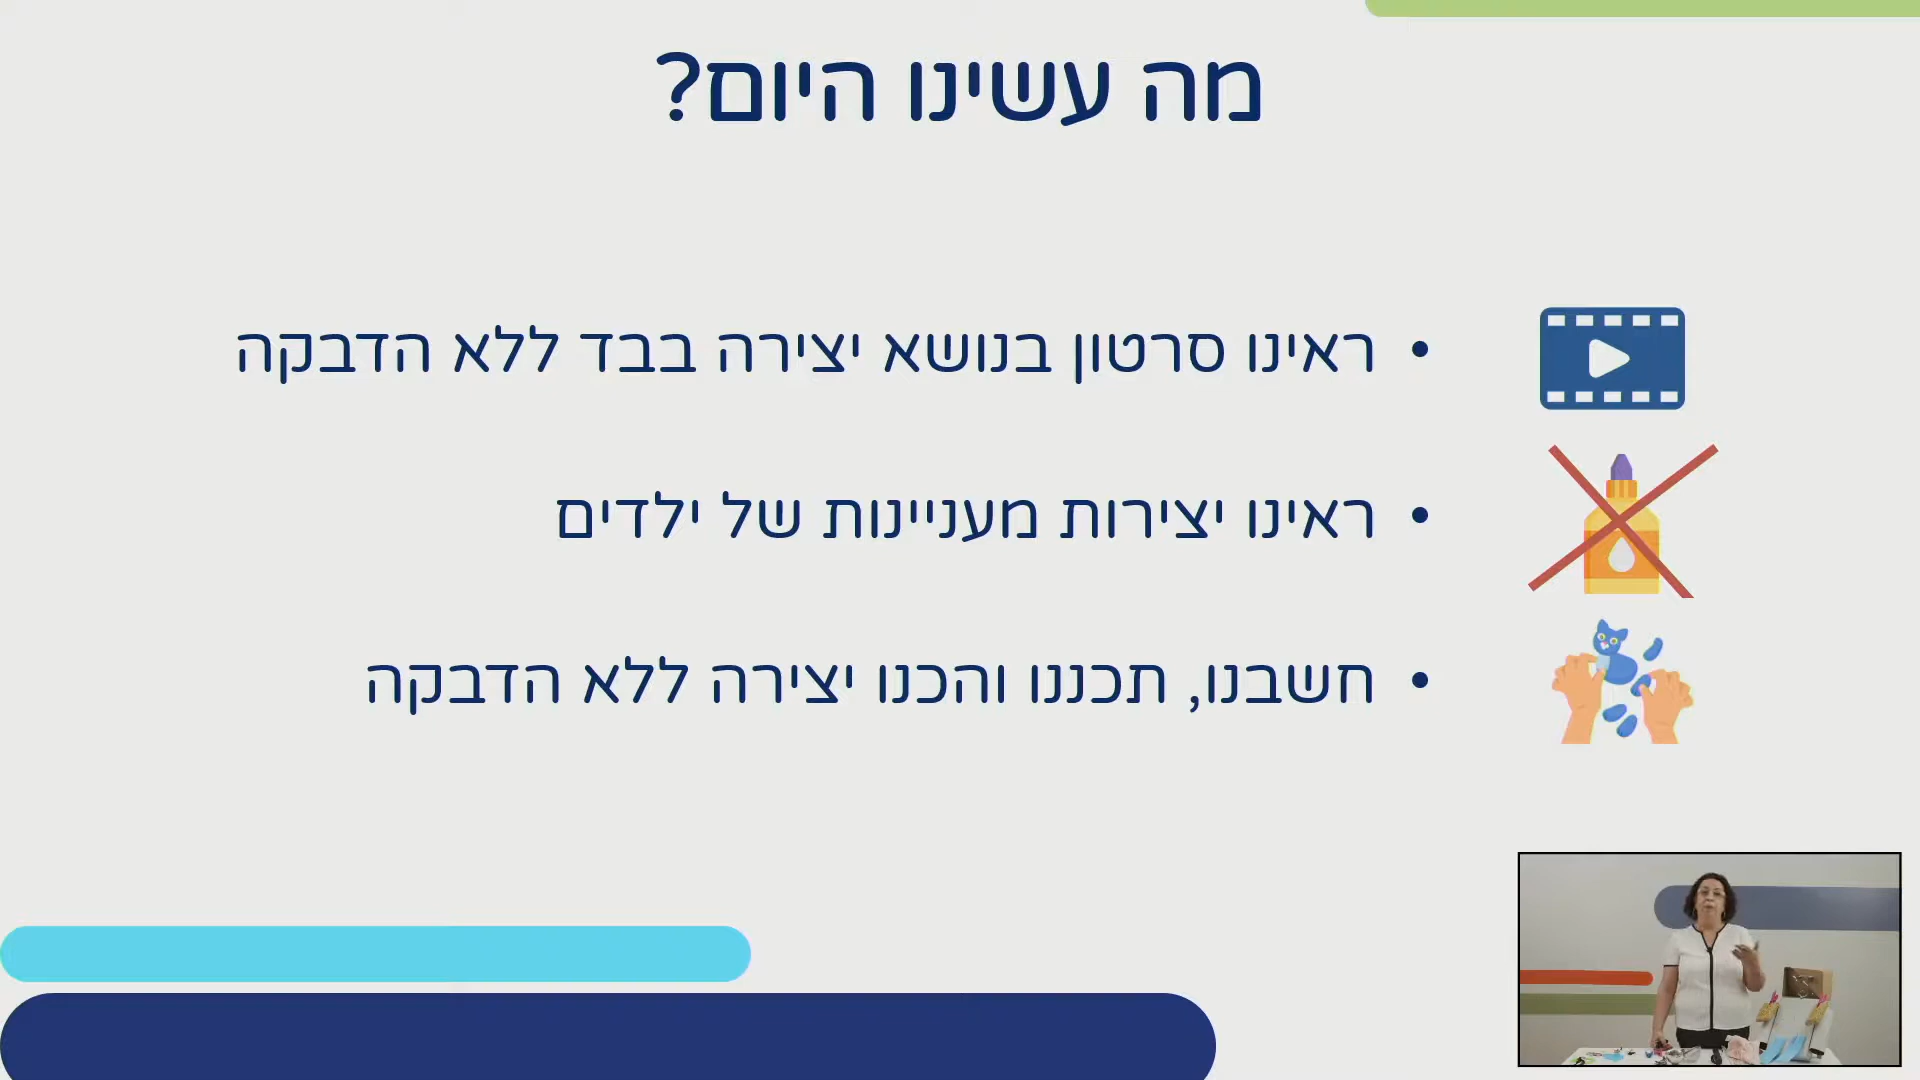 מה עשינו היום?
• ראינו סרטון בנושא יצירה בבד ללא הדבקה
• ראינו יצירות מעניינות של ילדים
• חשבנו, תכננו והכנו יצירה ללא הדבקה